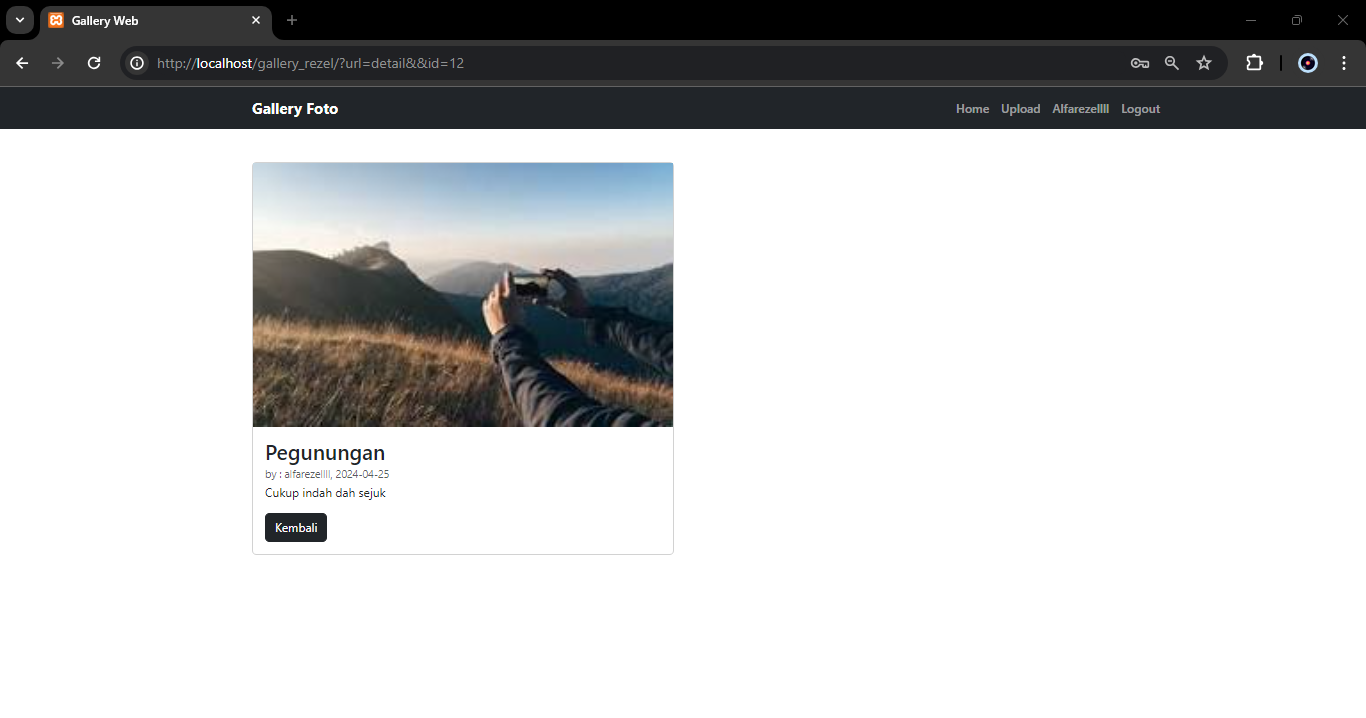 Gallery Web
http://localhost/gallery_rezel/?url=detail&&id=12
Gallery Foto
Home Upload Alfarezellll Logout
Pegunungan
by : alfarezellll, 2024-04-25
Cukup indah dah sejuk
Kembali